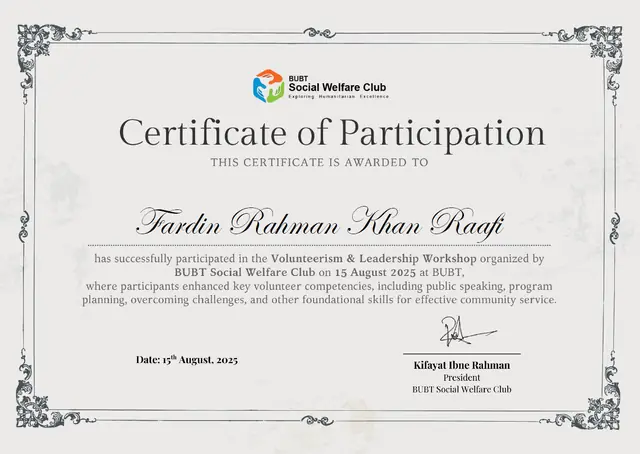 BUBT
Social Welfare Club
Exploring Humanitarian Excellence
Certificate of Participation
THIS CERTIFICATE IS AWARDED TO
Fardin Rahman Khan Raafi
has successfully participated in the Volunteerism & Leadership Workshop organized by
BUBT Social Welfare Club on 15 August 2025 at BUBT,
where participants enhanced key volunteer competencies, including public speaking, program
planning, overcoming challenges, and other foundational skills for effective community service.
Date: 15th August, 2025
Kifayat Ibne Rahman
President
BUBT Social Welfare Club